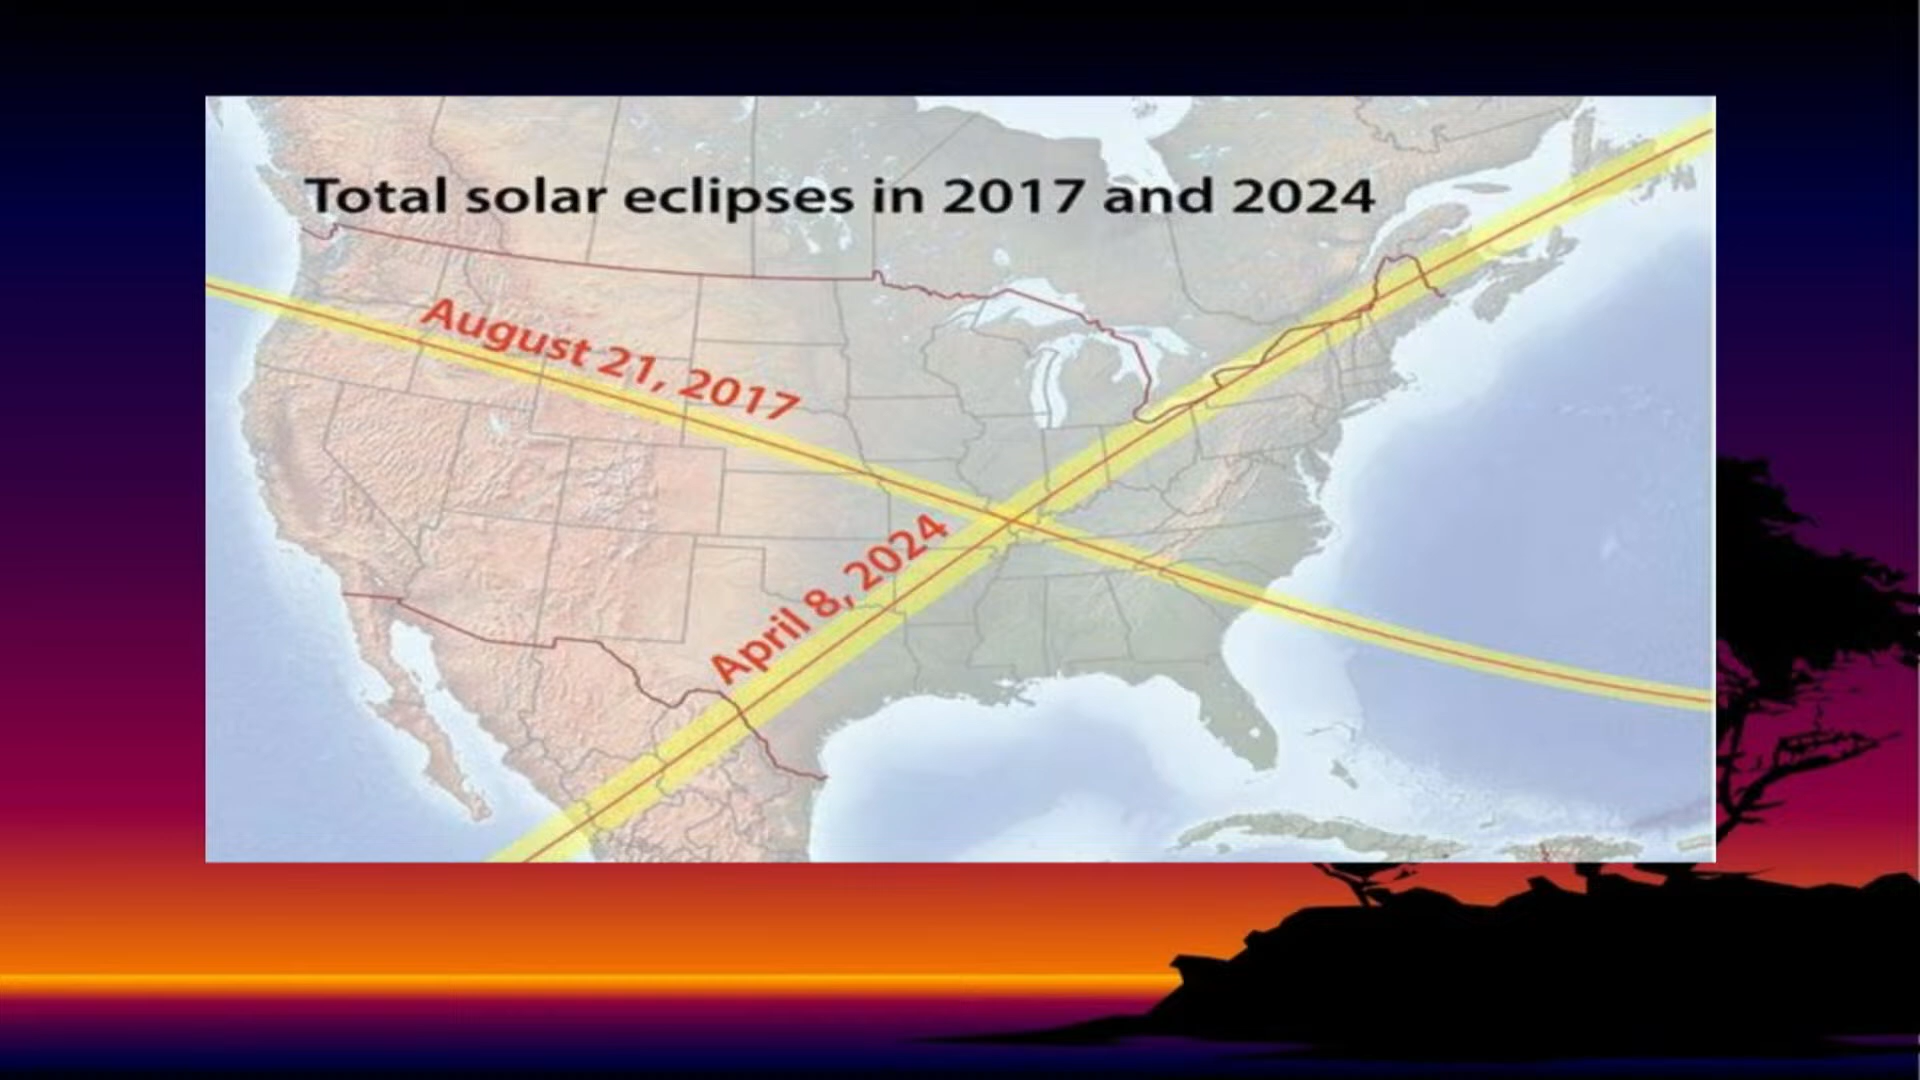 Total solar eclipses in 2017 and 2024
August 21, 2017
April 8, 2024